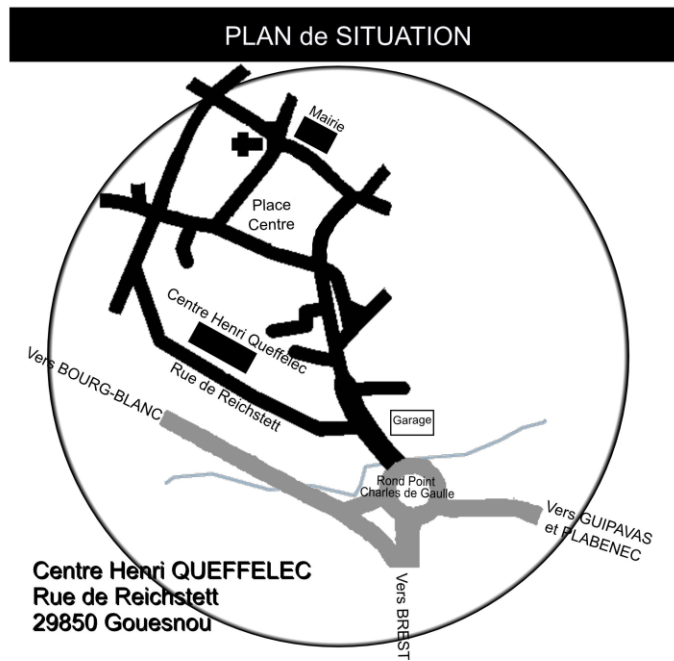 PLAN de SITUATION
Mairie
Place
Centre
Centre Henri Queffélec
Rue de Reichstett
Vers BOURG-BLANC
Garage
Rond Point
Charles de Gaulle
Vers GUIPAVAS
et PLABENEC
Vers BREST
Centre Henri QUEFFELEC
Rue de Reichstett
29850 Gouesnou